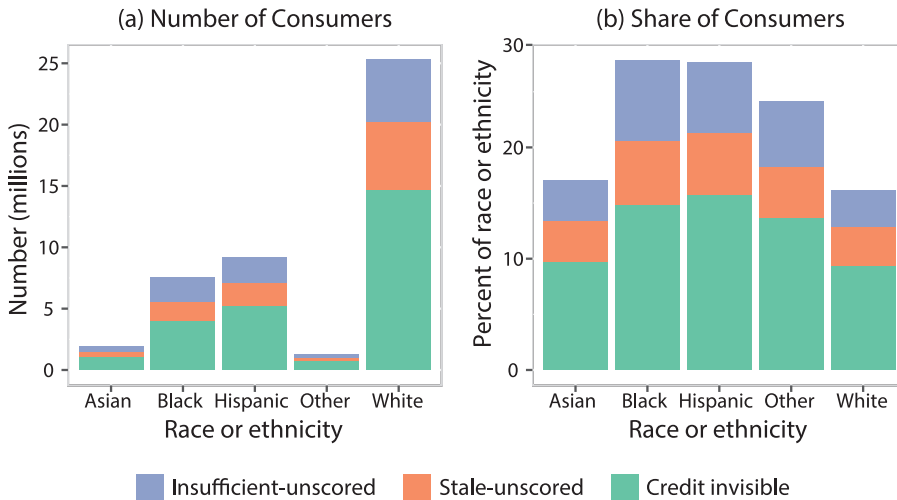 (a) Number of Consumers
Number (millions)
25
20
15
10
5
0
Asian Black Hispanic Other White
Race or ethnicity
(b) Share of Consumers
Percent of race or ethnicity
30
20
10
0
Asian Black Hispanic Other White
Race or ethnicity
Insufficient-unscored Stale-unscored Credit invisible